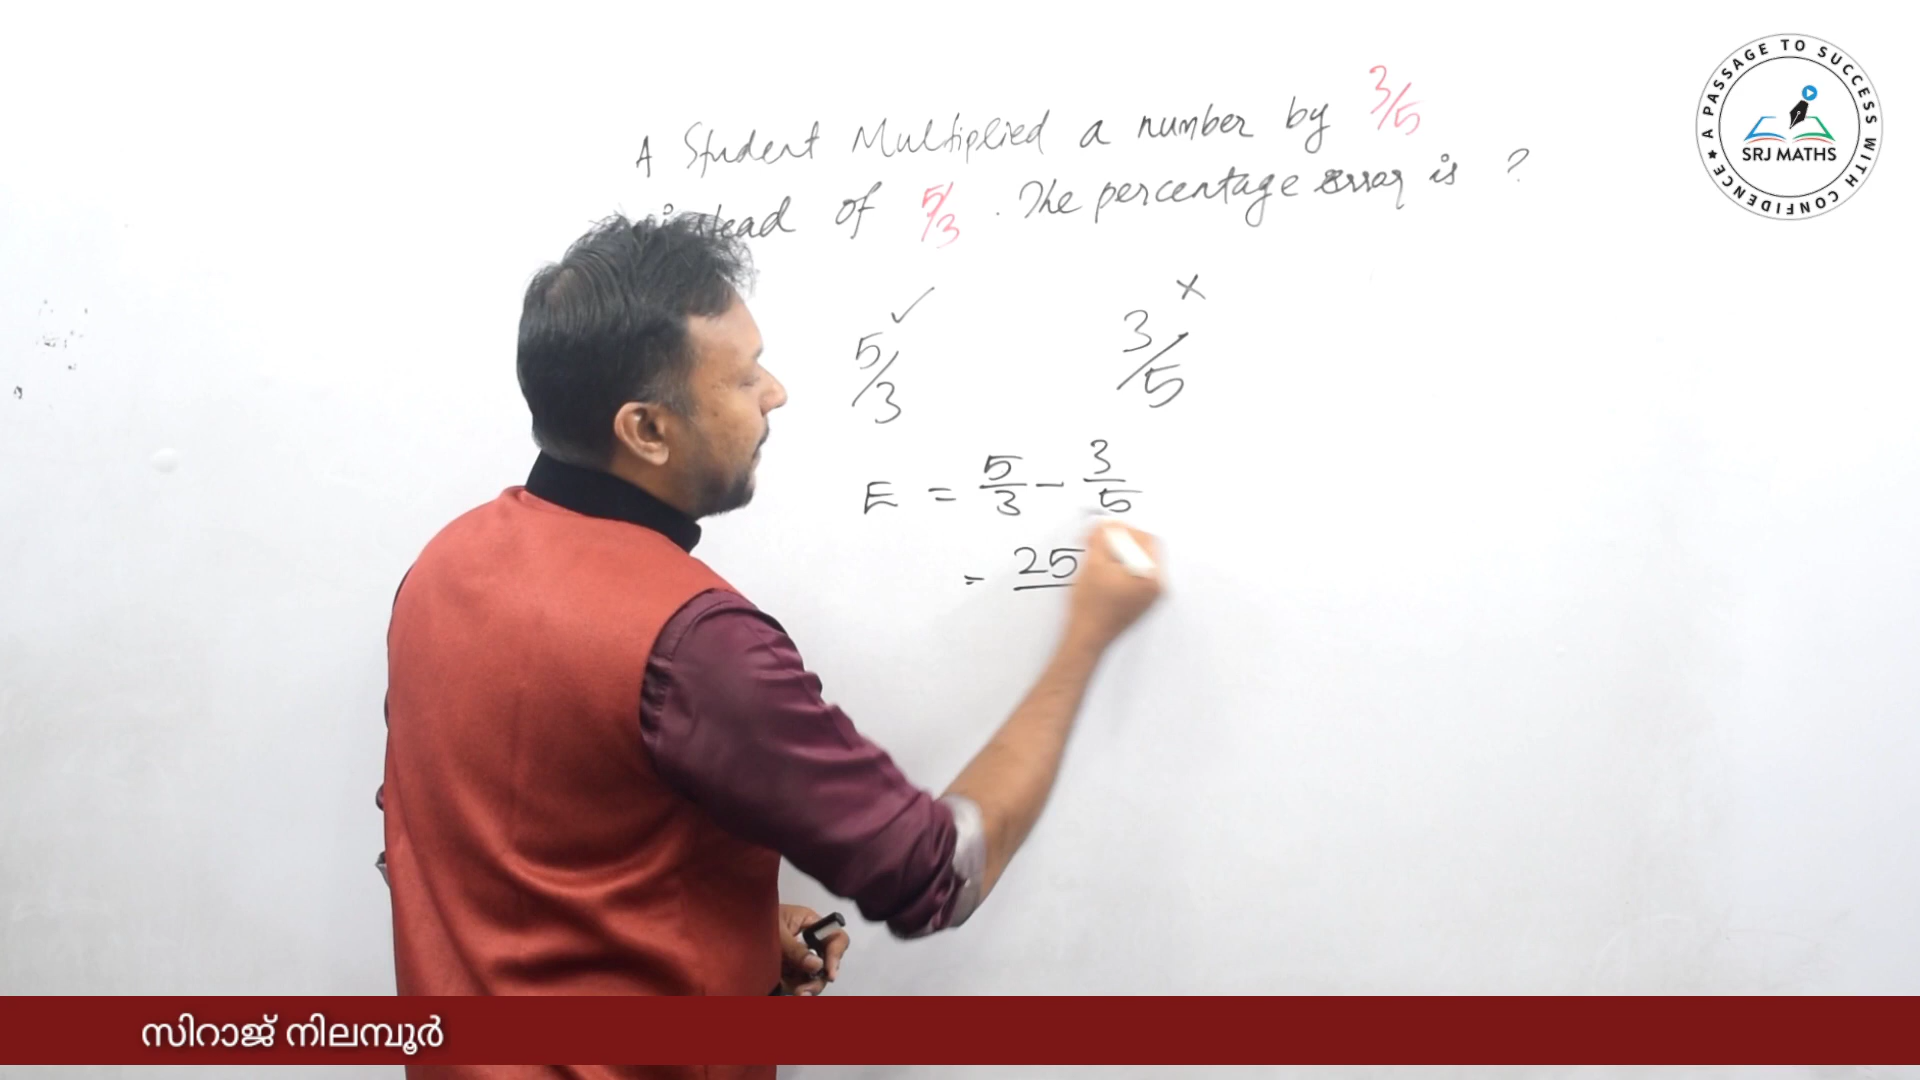 A Student Multiplied a number by 3/5
instead of 5/3 . The percentage error is ?
5/3 ✓
3/5 ×
E = 5/3 - 3/5
= 25
A PASSAGE TO SUCCESS WITH CONFIDENCE ★
SRJ MATHS
സിറാജ് നിലമ്പൂർ